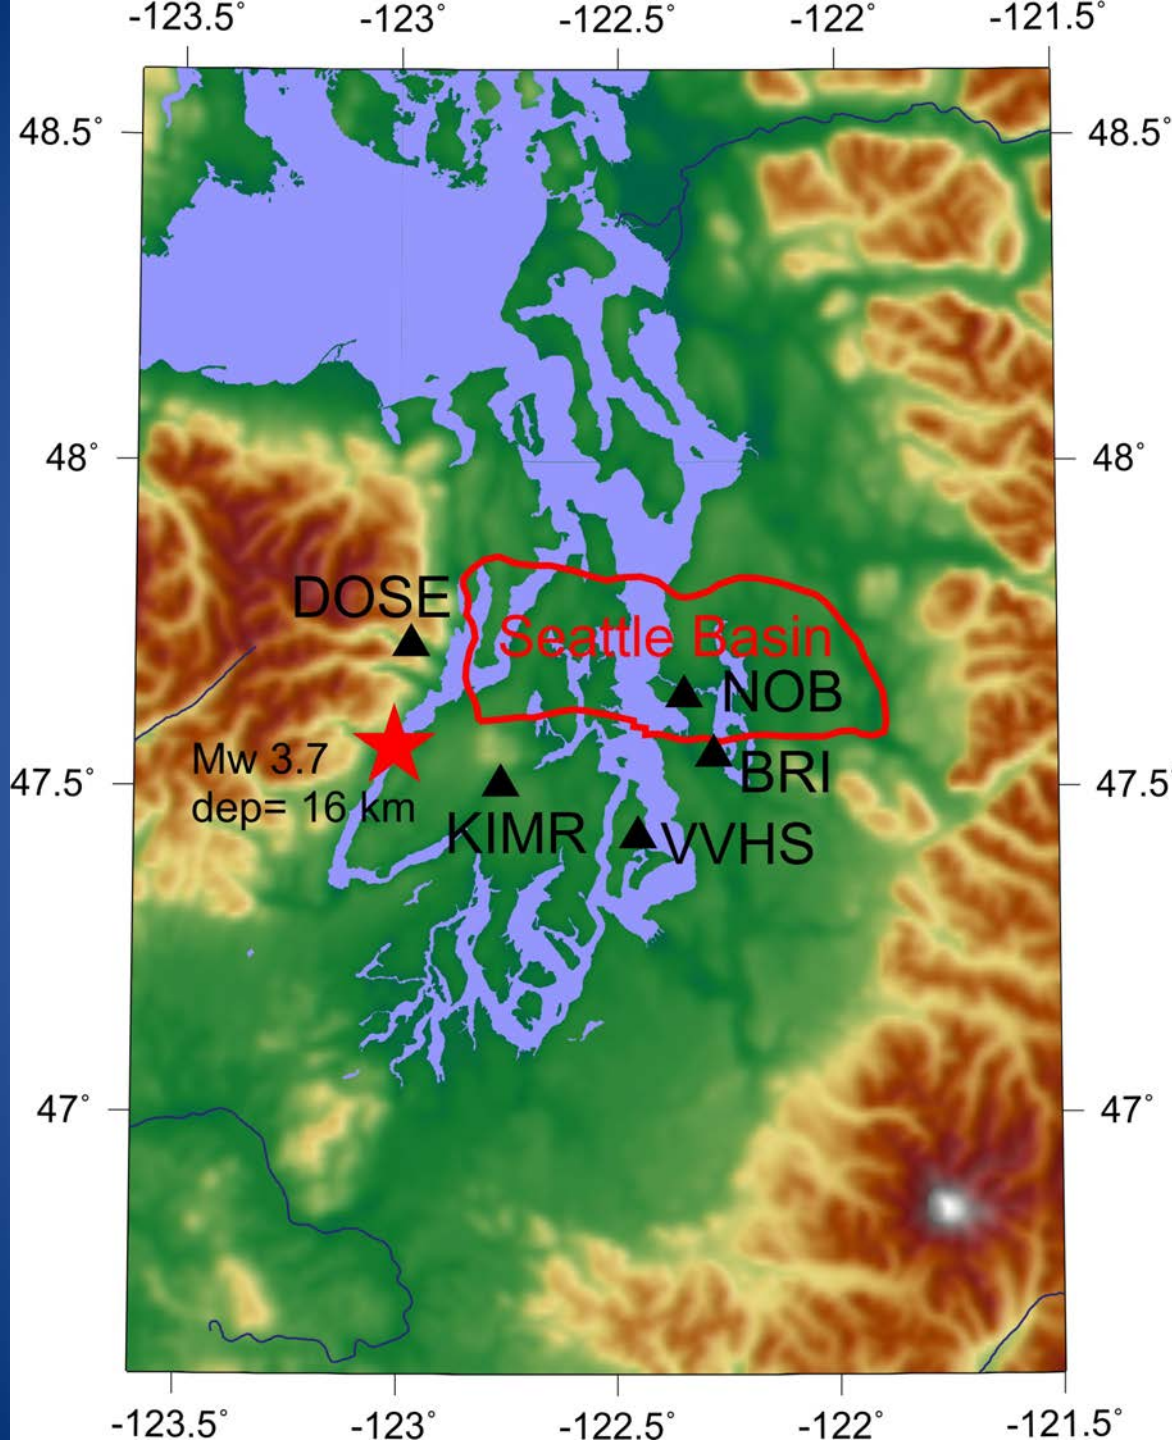 -123.5° -123° -122.5° -122° -121.5°
48.5° 48.5°
48° 48°
DOSE
Seattle Basin
NOB
Mw 3.7
BRI
47.5° 47.5°
dep= 16 km
KIMR
VVHS
47° 47°
-123.5° -123° -122.5° -122° -121.5°